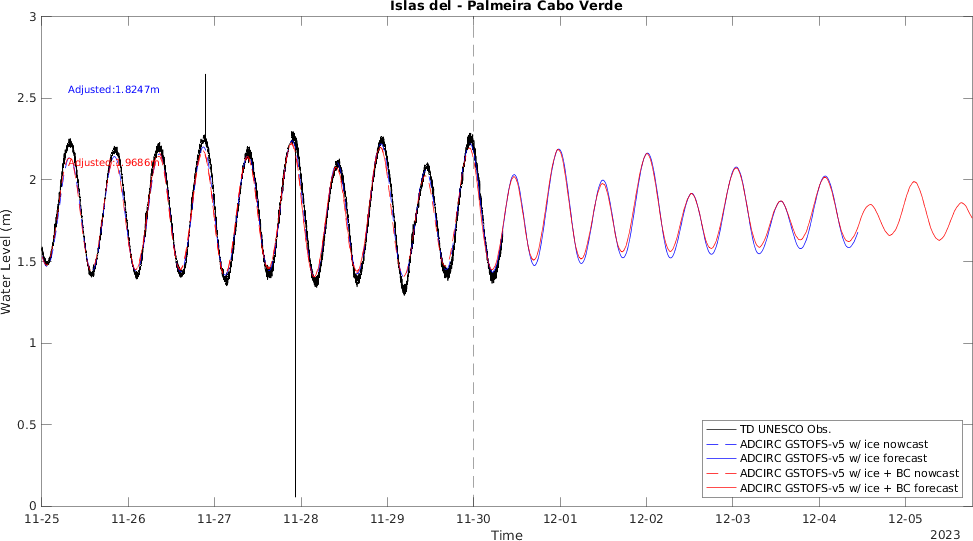 Islas del - Palmeira Cabo Verde
3
2.5
2
1.5
1
0.5
0
Water Level (m)
Adjusted:1.8247m
Adjusted:1.9686m
TD UNESCO Obs.
ADCIRC GSTOFS-v5 w/ ice nowcast
ADCIRC GSTOFS-v5 w/ ice forecast
ADCIRC GSTOFS-v5 w/ ice + BC nowcast
ADCIRC GSTOFS-v5 w/ ice + BC forecast
11-25 11-26 11-27 11-28 11-29 11-30 12-01 12-02 12-03 12-04 12-05
Time
2023